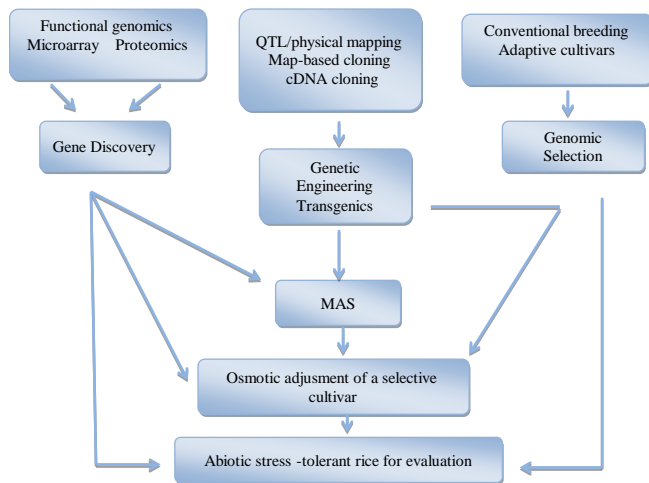 Functional genomics
Microarray Proteomics
QTL/physical mapping
Map-based cloning
cDNA cloning
Conventional breeding
Adaptive cultivars
Gene Discovery
Genetic
Engineering
Transgenics
Genomic
Selection
MAS
Osmotic adjusment of a selective
cultivar
Abiotic stress -tolerant rice for evaluation